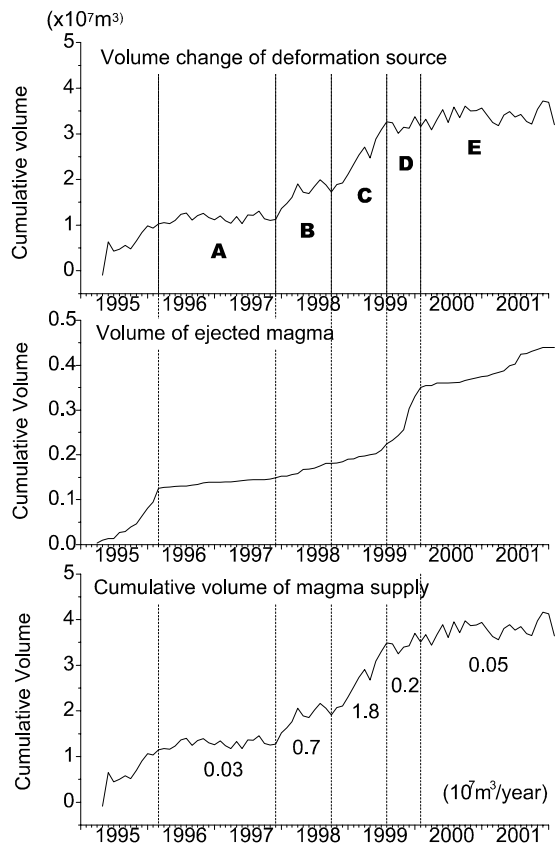 (x10⁷m³)
5
Volume change of deformation source
4
3
2
1
0
Cumulative volume
A
B
C
D
E
1995 1996 1997 1998 1999 2000 2001
0.5
Volume of ejected magma
0.4
0.3
0.2
0.1
0.0
Cumulative Volume
1995 1996 1997 1998 1999 2000 2001
5
Cumulative volume of magma supply
4
3
2
1
0
Cumulative Volume
0.03
0.7
1.8
0.2
0.05
(10⁷m³/year)
1995 1996 1997 1998 1999 2000 2001